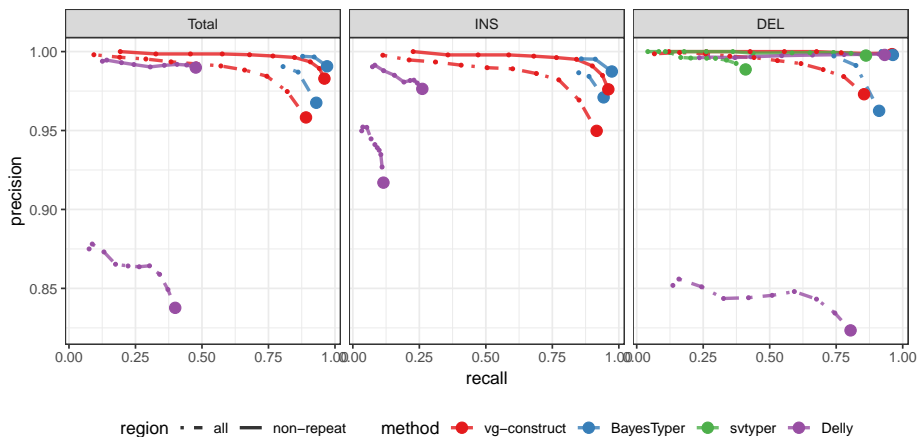 Total INS DEL
1.00
0.95
0.90
0.85
precision
0.00 0.25 0.50 0.75 1.00 0.00 0.25 0.50 0.75 1.00 0.00 0.25 0.50 0.75 1.00
recall
region all non-repeat method vg-construct BayesTyper svtyper Delly